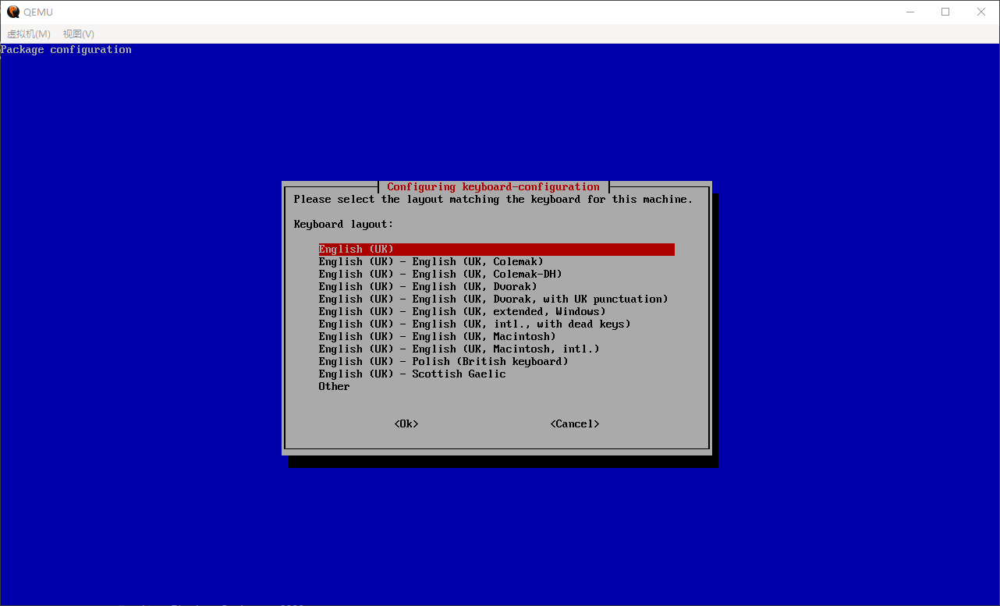 QEMU
虚拟机(M) 视图(V)
Package configuration
Configuring keyboard-configuration
Please select the layout matching the keyboard for this machine.
Keyboard layout:
English (UK)
English (UK) - English (UK, Colemak)
English (UK) - English (UK, Colemak-DH)
English (UK) - English (UK, Dvorak)
English (UK) - English (UK, Dvorak, with UK punctuation)
English (UK) - English (UK, extended, Windows)
English (UK) - English (UK, intl., with dead keys)
English (UK) - English (UK, Macintosh)
English (UK) - English (UK, Macintosh, intl.)
English (UK) - Polish (British keyboard)
English (UK) - Scottish Gaelic
Other
<Ok> <Cancel>